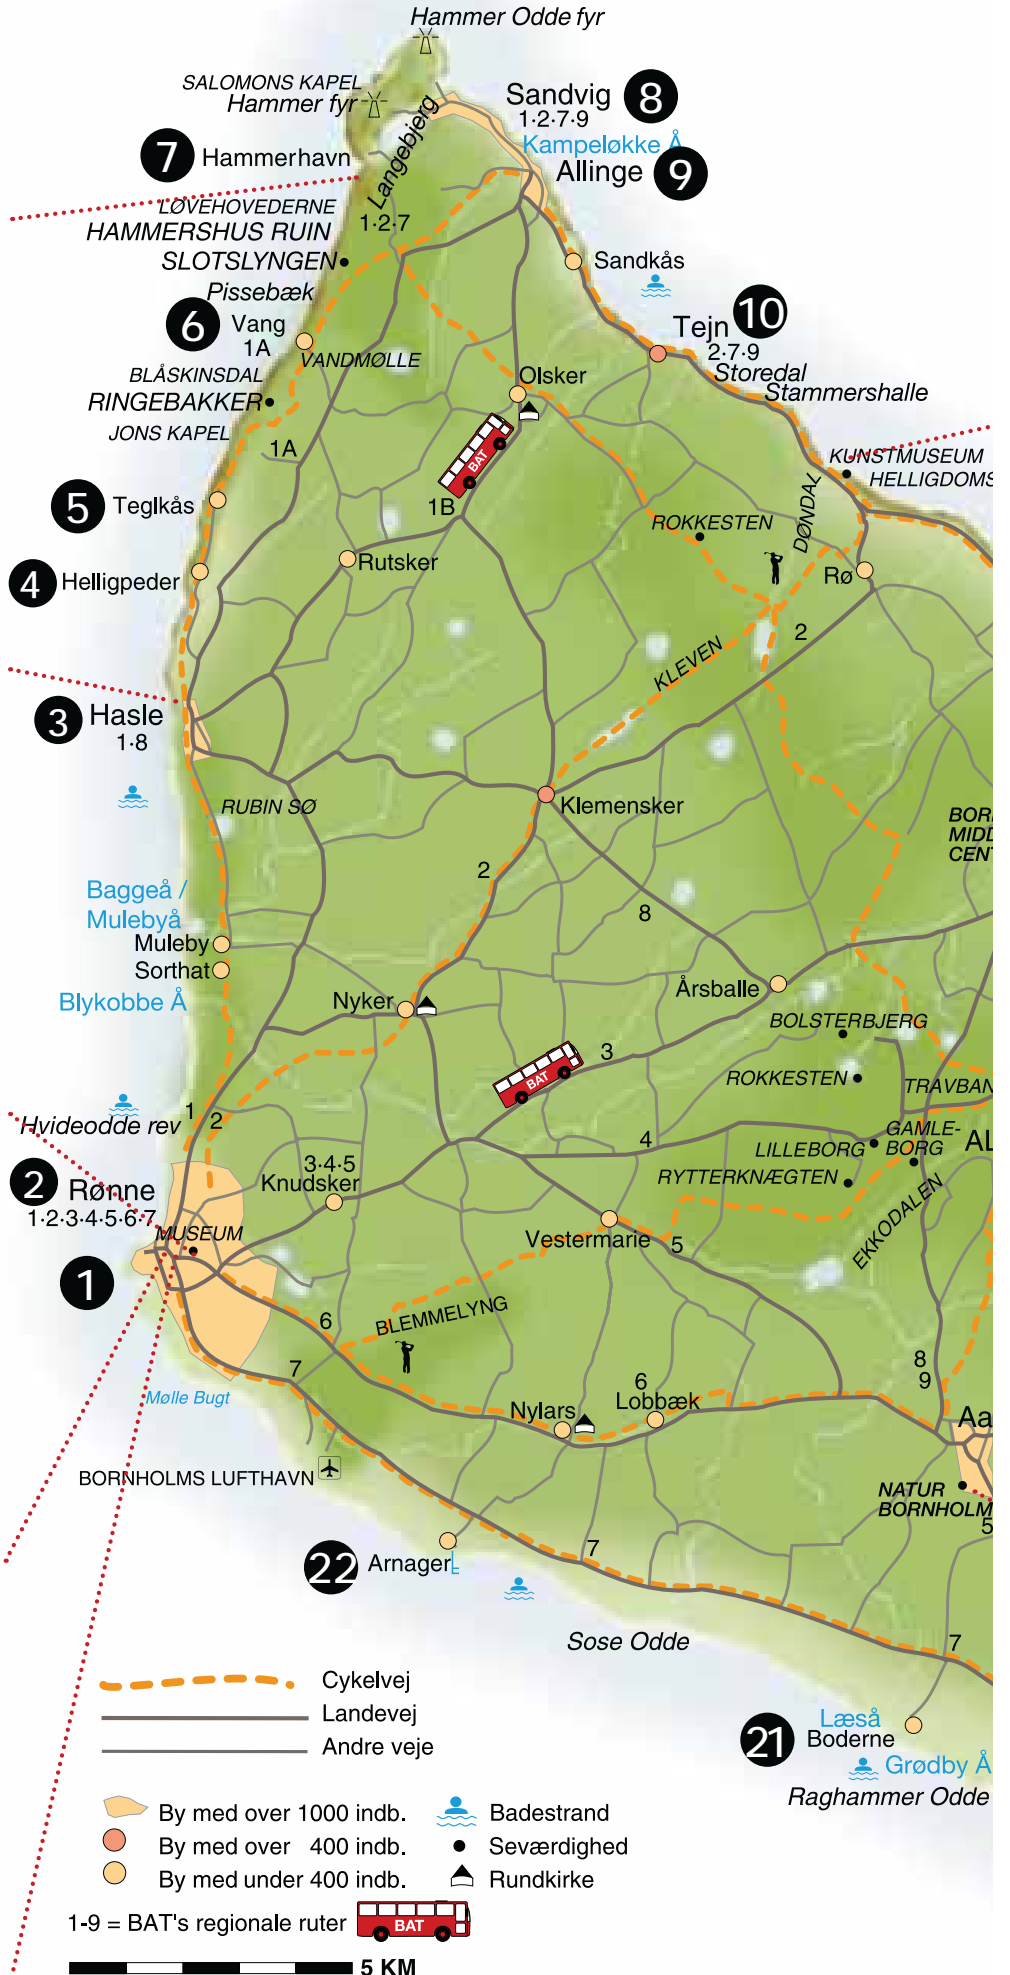 Hammer Odde fyr
SALOMONS KAPEL
Hammer fyr
Sandvig 8
1·2·7·9
Kampeløkke Å
7 Hammerhavn
Langebjerg
Allinge 9
LØVEHOVEDERNE
1·2·7
HAMMERSHUS RUIN
SLOTSLYNGEN
Sandkås
Pissebæk
6 Vang
1A
Tejn 10
2·7·9
VANDMØLLE
Storedal
BLÅSKINSDAL
Olsker
Stammershalle
RINGEBAKKER
JONS KAPEL
1A
BAT
KUNSTMUSEUM
HELLIGDOMS
5 Teglkås
1B
ROKKESTEN
DØNDAL
4 Helligpeder
Rutsker
Rø
2
KLEVEN
3 Hasle
1·8
RUBIN SØ
Klemensker
BOR
MIDD
CENT
2
8
Baggeå /
Mulebyå
Muleby
Sorthat
Blykobbe Å
Nyker
Årsballe
BOLSTERBJERG
BAT
3
ROKKESTEN
TRAVBAN
Hvideodde rev
1
2
4
LILLEBORG
GAMLE-
BORG
AL
2 Rønne
1·2·3·4·5·6·7
3·4·5
Knudsker
RYTTERKNÆGTEN
EKKODALEN
MUSEUM
Vestermarie
5
1
6
BLEMMELYNG
7
8
9
Mølle Bugt
6
Lobbæk
Nylars
Aa
BORNHOLMS LUFTHAVN
NATUR
BORNHOLM
5
22 Arnager
7
Sose Odde
7
Cykelvej
Landevej
Andre veje
21
Læså
Boderne
Grødby Å
Raghammer Odde
By med over 1000 indb.
By med over 400 indb.
By med under 400 indb.
Badestrand
Seværdighed
Rundkirke
1-9 = BAT's regionale ruter
BAT
5 KM